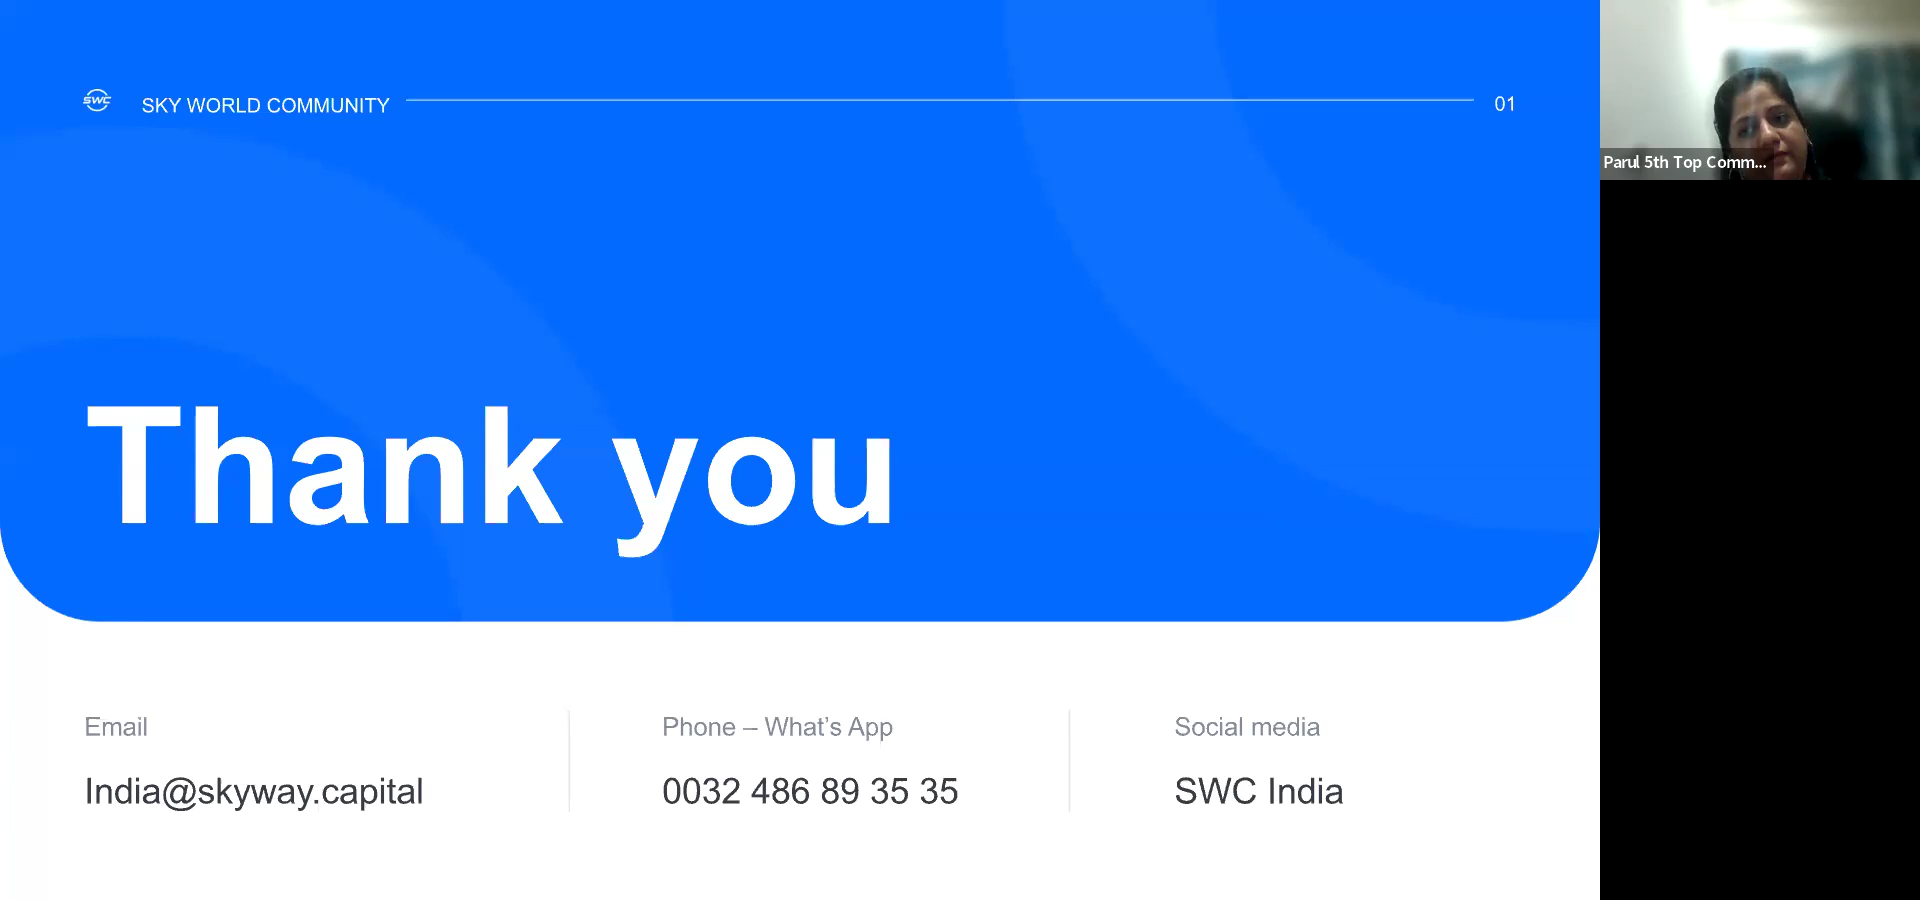 SWC
SKY WORLD COMMUNITY
01
Parul 5th Top Comm...
Thank you
Email
Phone – What’s App
Social media
India@skyway.capital
0032 486 89 35 35
SWC India